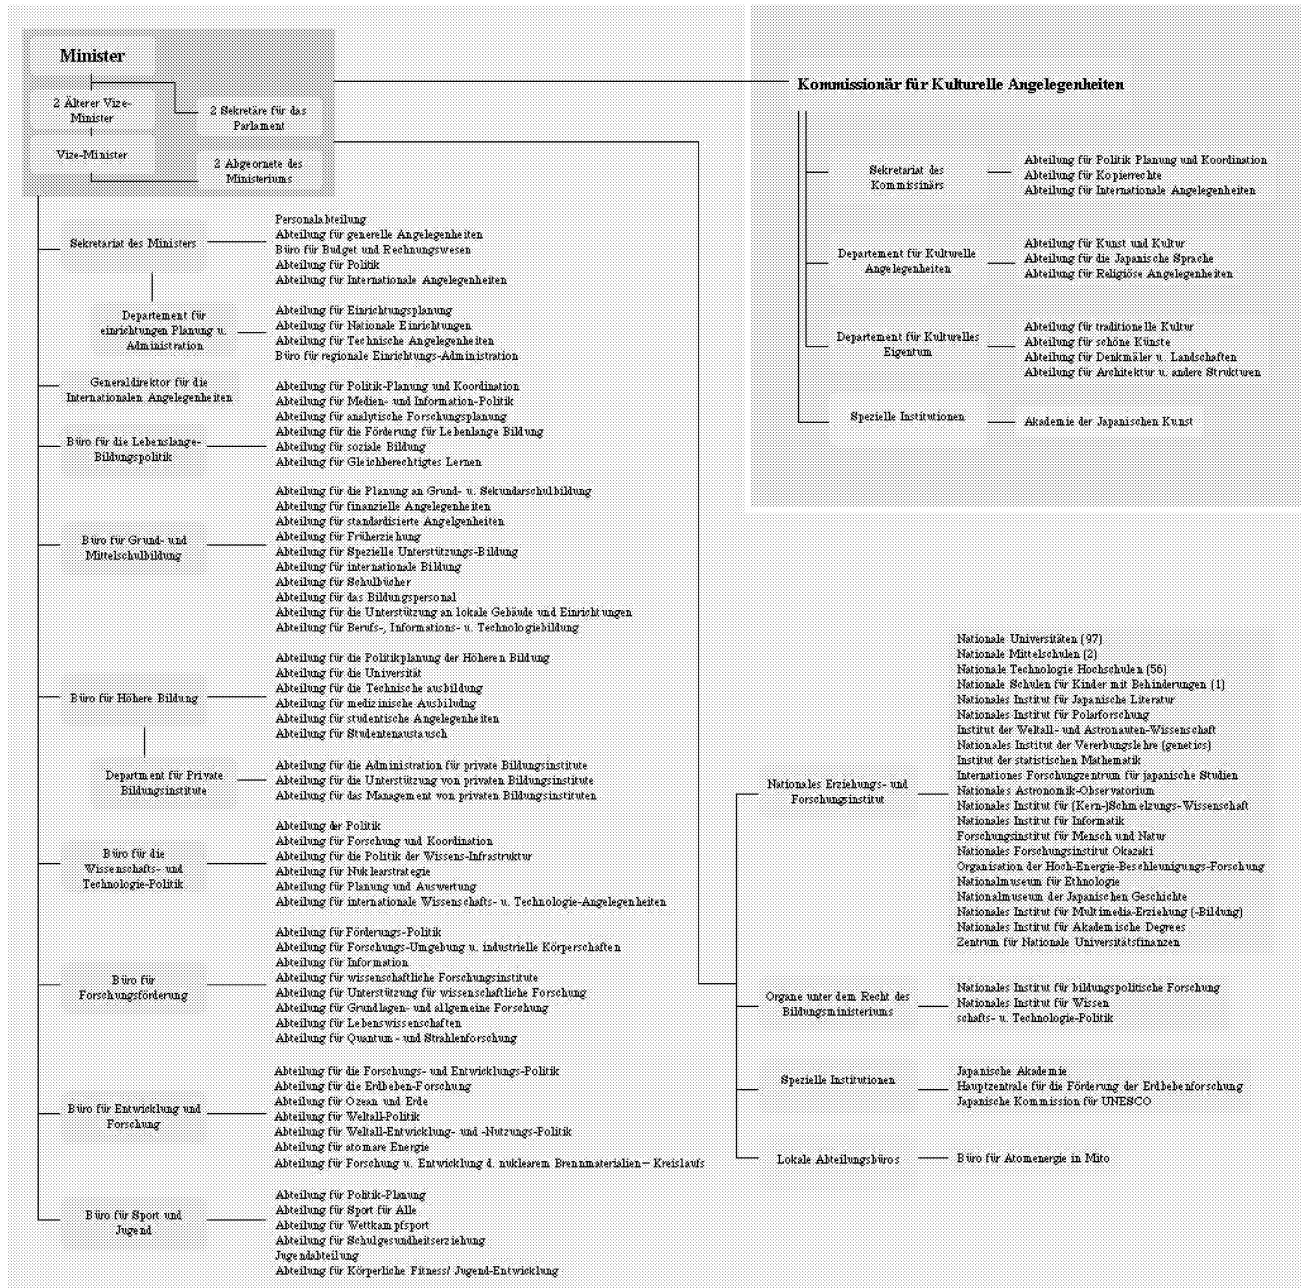 Minister
2 Älterer Vize-
Minister
Vize-Minister
2 Sekretäre für das
Parlament
2 Abgeornete des
Ministeriums
Sekretariat des Ministers
Personalabteilung
Abteilung für generelle Angelegenheiten
Büro für Budget und Rechnungswesen
Abteilung für Politik
Abteilung für Internationale Angelegenheiten
Departement für
einrichtungen Planung u.
Administration
Abteilung für Einrichtungsplanung
Abteilung für Nationale Einrichtungen
Abteilung für Technische Angelegenheiten
Büro für regionale Einrichtungs-Administration
Generaldirektor für die
Internationalen Angelegenheiten
Büro für die Lebenslange-
Bildungspolitik
Abteilung für Politik-Planung und Koordination
Abteilung für Medien- und Information-Politik
Abteilung für analytische Forschungsplanung
Abteilung für die Förderung für Lebenlange Bildung
Abteilung für soziale Bildung
Abteilung für Gleichberechtigtes Lernen
Büro für Grund- und
Mittelschulbildung
Abteilung für die Planung an Grund- u. Sekundarschulbildung
Abteilung für finanzielle Angelegenheiten
Abteilung für standardisierte Angelgenheiten
Abteilung für Früherziehung
Abteilung für Spezielle Unterstützungs-Bildung
Abteilung für internationale Bildung
Abteilung für Schulbücher
Abteilung für das Bildungspersonal
Abteilung für die Unterstützung an lokale Gebäude und Einrichtungen
Abteilung für Berufs-, Informations- u. Technologiebildung
Büro für Höhere Bildung
Abteilung für die Politikplanung der Höheren Bildung
Abteilung für die Universität
Abteilung für die Technische ausbildung
Abteilung für medizinische Ausbiludng
Abteilung für studentische Angelegenheiten
Abteilung für Studentenaustausch
Department für Private
Bildungsinstitute
Abteilung für die Administration für private Bildungsinstitute
Abteilung für die Unterstützung von privaten Bildungsinstitute
Abteilung für das Management von privaten Bildungsinstituten
Büro für die
Wissenschafts- und
Technologie-Politik
Abteilung der Politik
Abteilung für Forschung und Koordination
Abteilung für die Politik der Wissens-Infrastruktur
Abteilung für Nuklearstrategie
Abteilung für Planung und Auswertung
Abteilung für internationale Wissenschafts- u. Technologie-Angelegenheiten
Büro für
Forschungsförderung
Abteilung für Förderungs-Politik
Abteilung für Forschungs-Umgebung u. industrielle Körperschaften
Abteilung für Information
Abteilung für wissenschaftliche Forschungsinstitute
Abteilung für Unterstützung für wissenschaftliche Forschung
Abteilung für Grundlagen- und allgemeine Forschung
Abteilung für Lebenswissenschaften
Abteilung für Quantum- und Strahlenforschung
Büro für Entwicklung und
Forschung
Abteilung für die Forschungs- und Entwicklungs-Politik
Abteilung für die Erdbeben-Forschung
Abteilung für Ozean und Erde
Abteilung für Weltall-Politik
Abteilung für Weltall-Entwicklung- und -Nutzungs-Politik
Abteilung für atomare Energie
Abteilung für Forschung u. Entwicklung d. nuklearem Brennmaterialien– Kreislaufs
Büro für Sport und
Jugend
Abteilung für Politik-Planung
Abteilung für Sport für Alle
Abteilung für Wettkampfsport
Abteilung für Schulgesundheitserziehung
Jugendabteilung
Abteilung für Körperliche Fitness/ Jugend-Entwicklung
Kommissionär für Kulturelle Angelegenheiten
Sekretariat des
Kommissinärs
Abteilung für Politik Planung und Koordination
Abteilung für Kopierrechte
Abteilung für Internationale Angelegenheiten
Departement für Kulturelle
Angelegenheiten
Abteilung für Kunst und Kultur
Abteilung für die Japanische Sprache
Abteilung für Religiöse Angelegenheiten
Departement für Kulturelles
Eigentum
Abteilung für traditionelle Kultur
Abteilung für schöne Künste
Abteilung für Denkmäler u. Landschaften
Abteilung für Architektur u. andere Strukturen
Spezielle Institutionen
Akademie der Japanischen Kunst
Nationales Erziehungs- und
Forschungsinstitut
Nationale Universitäten (97)
Nationale Mittelschulen (2)
Nationale Technologie Hochschulen (56)
Nationale Schulen für Kinder mit Behinderungen (1)
Nationales Institut für Japanische Literatur
Nationales Institut für Polarforschung
Institut der Weltall- und Astronauten-Wissenschaft
Nationales Institut der Vererbungslehre (genetics)
Institut der statistischen Mathematik
Internationes Forschungzentrum für japanische Studien
Nationales Astronomik-Observatorium
Nationales Institut für (Kern-)Schmelzungs-Wissenschaft
Nationales Institut für Informatik
Forschungsinstitut für Mensch und Natur
Nationales Forschungsinstitut Okazaki
Organisation der Hoch-Energie-Beschleunigungs-Forschung
Nationalmuseum für Ethnologie
Nationalmuseum der Japanischen Geschichte
Nationales Institut für Multimedia-Erziehung (-Bildung)
Nationales Institut für Akademische Degrees
Zentrum für Nationale Universitätsfinanzen
Organe unter dem Recht des
Bildungsministeriums
Nationales Institut für bildungspolitische Forschung
Nationales Institut für Wissen
schafts- u. Technologie-Politik
Spezielle Institutionen
Japanische Akademie
Hauptzentrale für die Förderung der Erdbebenforschung
Japanische Kommission für UNESCO
Lokale Abteilungsbüros
Büro für Atomenergie in Mito